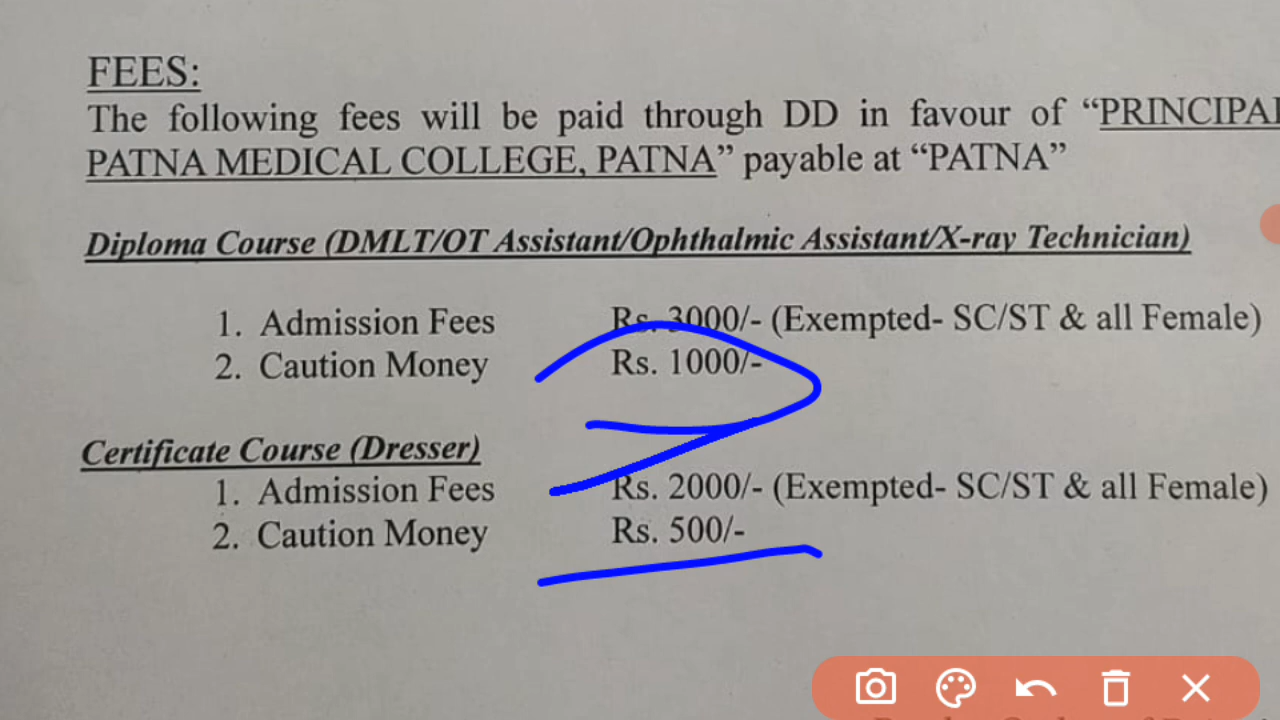 FEES:
The following fees will be paid through DD in favour of “PRINCIPAL
PATNA MEDICAL COLLEGE, PATNA” payable at “PATNA”
Diploma Course (DMLT/OT Assistant/Ophthalmic Assistant/X-ray Technician)
1. Admission Fees Rs. 3000/- (Exempted- SC/ST & all Female)
2. Caution Money Rs. 1000/-
Certificate Course (Dresser)
1. Admission Fees Rs. 2000/- (Exempted- SC/ST & all Female)
2. Caution Money Rs. 500/-